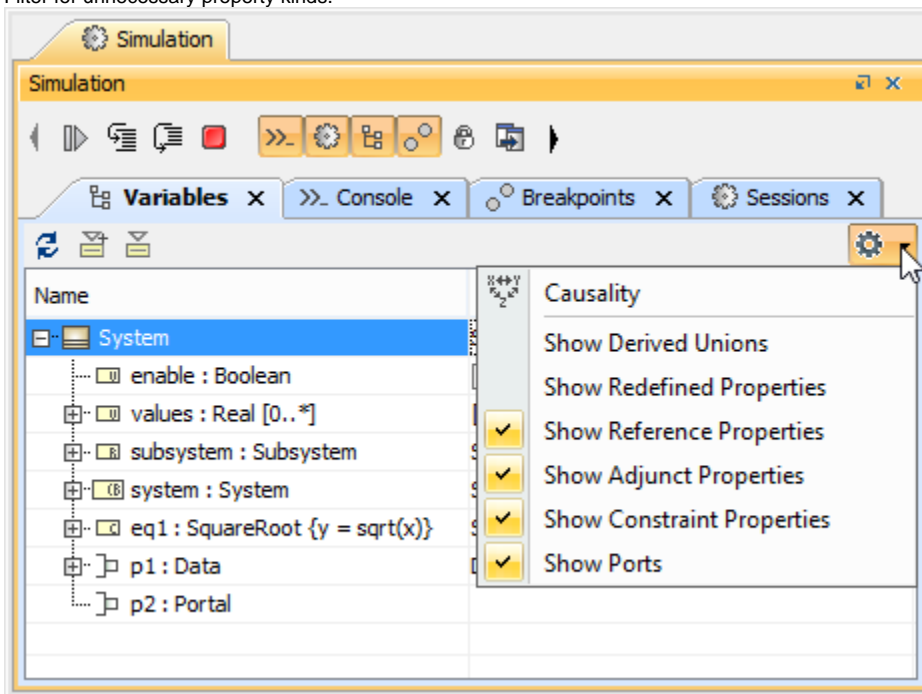 Filter for unnecessary property kinds.
Simulation
Simulation
Variables Console Breakpoints Sessions
Name
Causality
System
Show Derived Unions
enable : Boolean
Show Redefined Properties
values : Real [0..*]
Show Reference Properties
subsystem : Subsystem
Show Adjunct Properties
system : System
Show Constraint Properties
eq1 : SquareRoot {y = sqrt(x)}
Show Ports
p1 : Data
p2 : Portal